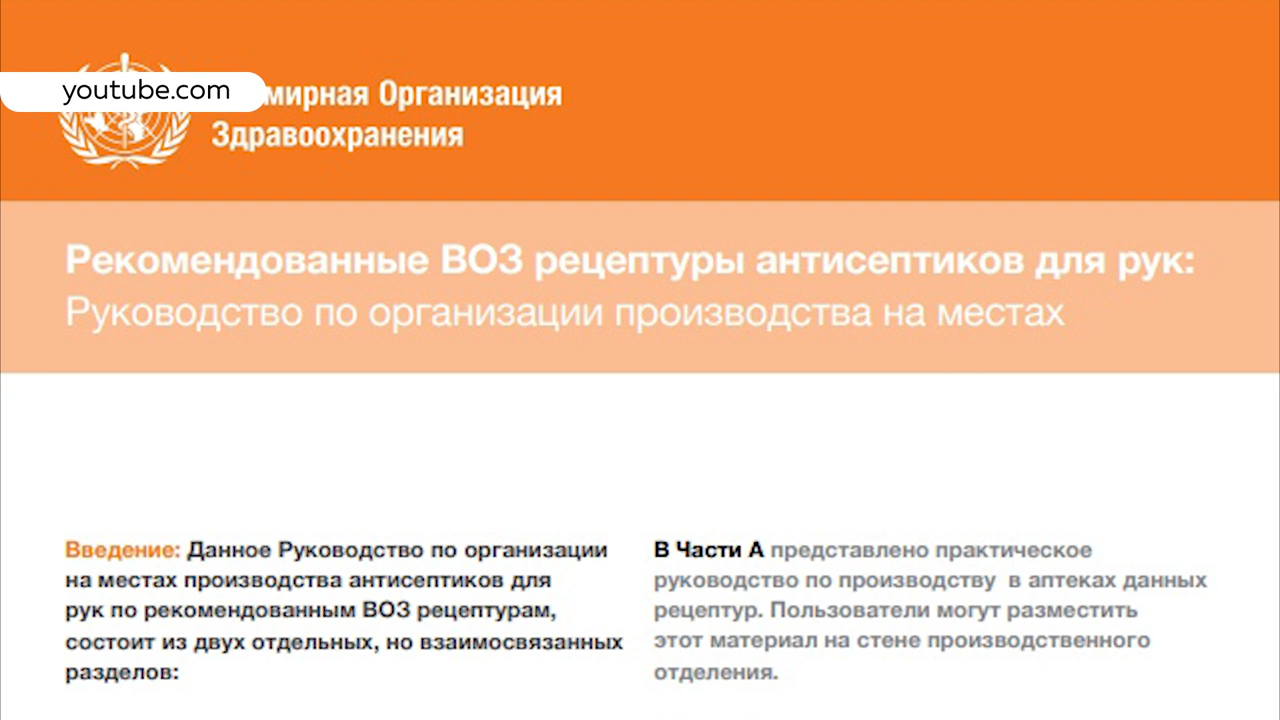 youtube.com
мирная Организация
Здравоохранения
Рекомендованные ВОЗ рецептуры антисептиков для рук:
Руководство по организации производства на местах
Введение: Данное Руководство по организации
на местах производства антисептиков для
рук по рекомендованным ВОЗ рецептурам,
состоит из двух отдельных, но взаимосвязанных
разделов:
В Части А представлено практическое
руководство по производству в аптеках данных
рецептур. Пользователи могут разместить
этот материал на стене производственного
отделения.